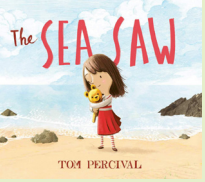 The
SEA SAW
TOM PERCIVAL